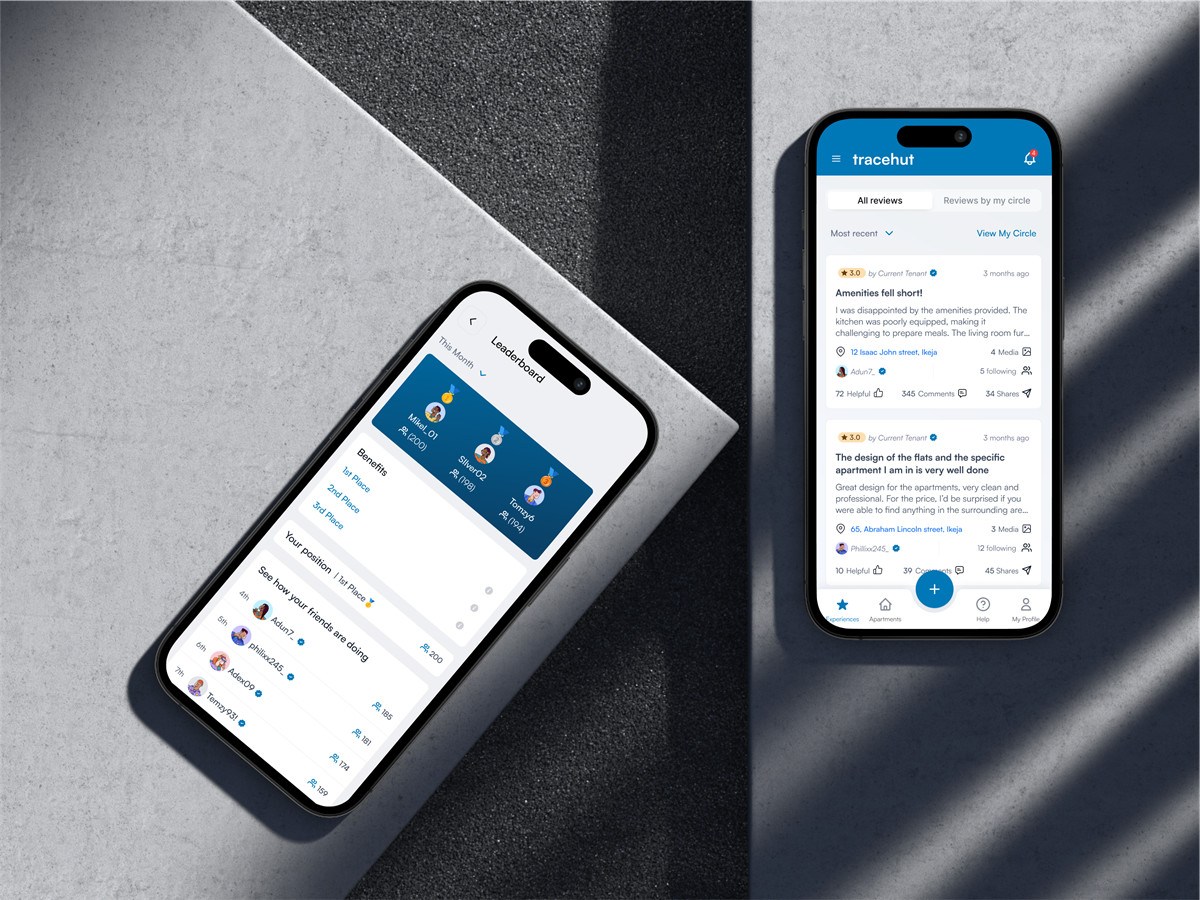 Leaderboard
This Month
Mikel_01
(200)
SIlver02
(198)
Tomzy6
(194)
Benefits
1st Place
2nd Place
3rd Place
Your position | 1st Place
200
See how your friends are doing
4th Adun7_ 185
5th philixx245_ 181
6th Adex09 174
7th Temzy931 159
tracehut
4
All reviews Reviews by my circle
Most recent View My Circle
3.0 by Current Tenant 3 months ago
Amenities fell short!
I was disappointed by the amenities provided. The
kitchen was poorly equipped, making it
challenging to prepare meals. The living room fur...
12 Isaac John street, Ikeja 4 Media
Adun7_ 5 following
72 Helpful 345 Comments 34 Shares
3.0 by Current Tenant 3 months ago
The design of the flats and the specific
apartment I am in is very well done
Great design for the apartments, very clean and
professional. For the price, I'd be surprised if you
were able to find anything in the surrounding are...
65, Abraham Lincoln street, Ikeja 3 Media
Phillixx245_ 12 following
10 Helpful 39 Comments 45 Shares
+
Experiences Apartments Help My Profile